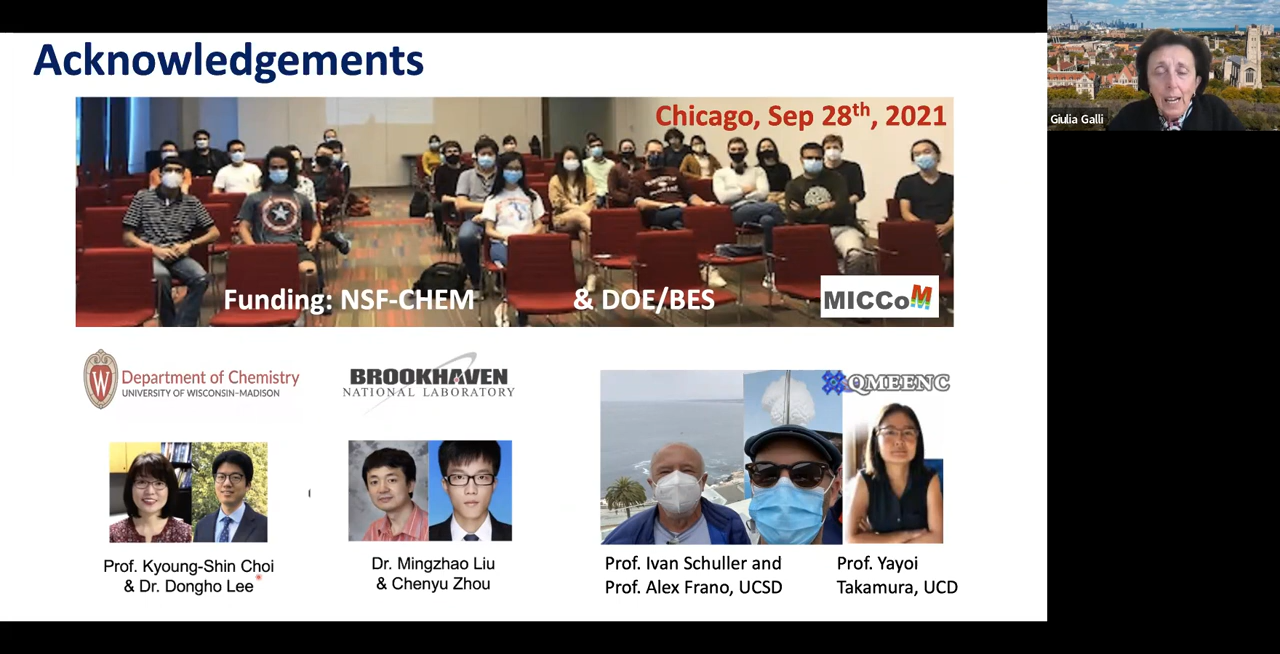 Acknowledgements
Chicago, Sep 28th, 2021
Funding: NSF-CHEM & DOE/BES
MICCoM
W Department of Chemistry
UNIVERSITY OF WISCONSIN-MADISON
BROOKHAVEN
NATIONAL LABORATORY
QMEENC
Prof. Kyoung-Shin Choi
& Dr. Dongho Lee
Dr. Mingzhao Liu
& Chenyu Zhou
Prof. Ivan Schuller and
Prof. Alex Frano, UCSD
Prof. Yayoi
Takamura, UCD
Giulia Galli